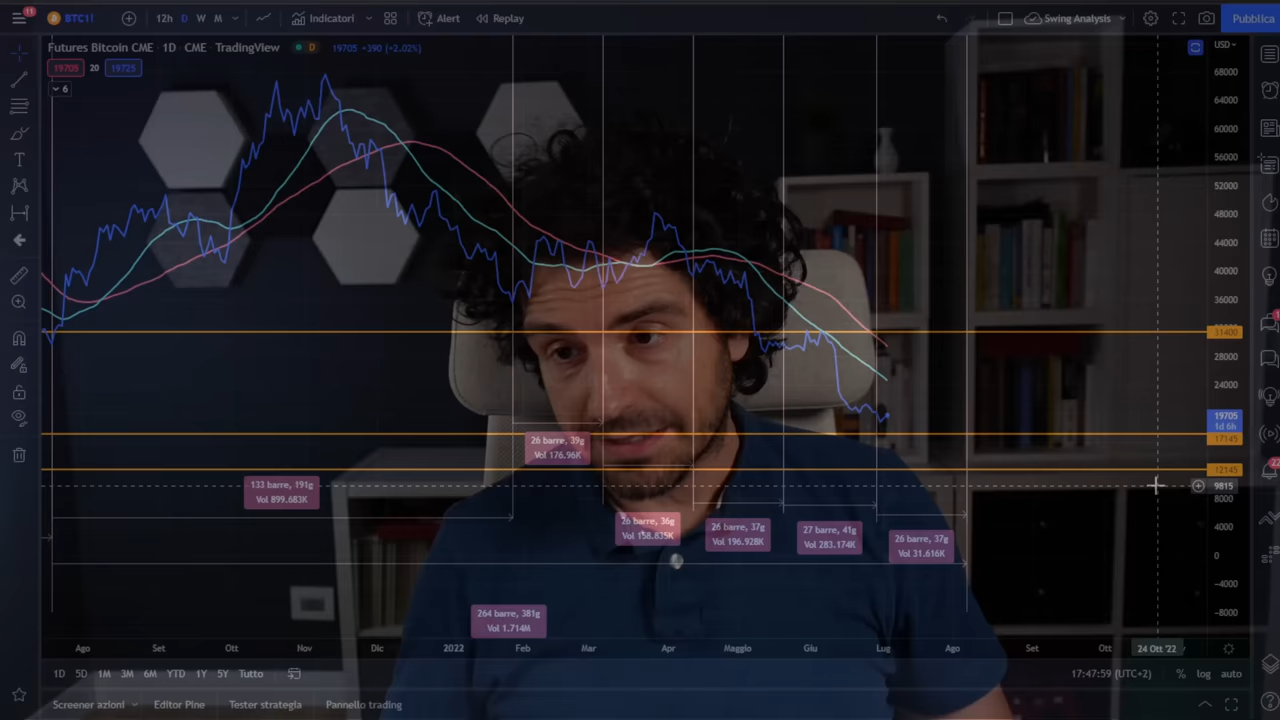 11
BTC1!
12h D W M
Indicatori
Alert
Replay
Swing Analysis
Pubblica
Futures Bitcoin CME · 1D · CME · TradingView
D
19705 +390 (+2.02%)
USD
19705 20 19725
6
68000
64000
60000
56000
52000
48000
44000
40000
36000
31400
28000
24000
19705
1d 6h
17145
12145
9815
8000
4000
0
−4000
−8000
26 barre, 39g
Vol 176.96K
133 barre, 191g
Vol 899.683K
26 barre, 36g
Vol 158.835K
26 barre, 37g
Vol 196.928K
27 barre, 41g
Vol 283.174K
26 barre, 37g
Vol 31.616K
264 barre, 381g
Vol 1.714M
Ago Set Ott Nov Dic 2022 Feb Mar Apr Maggio Giu Lug Ago Set Ott 24 Ott '22
1D 5D 1M 3M 6M YTD 1Y 5Y Tutto
17:47:59 (UTC+2) % log auto
Screener azioni Editor Pine Tester strategia Pannello trading